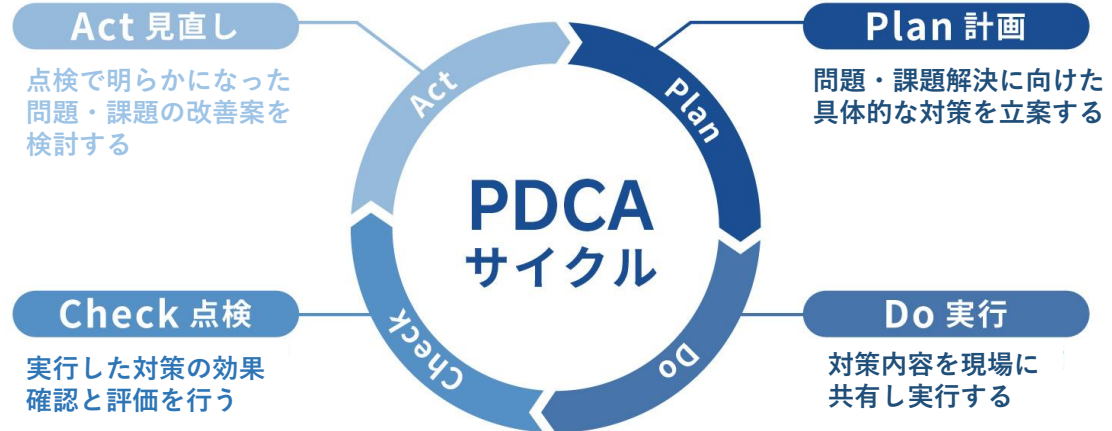 Act 見直し
点検で明らかになった
問題・課題の改善案を
検討する
Plan 計画
問題・課題解決に向けた
具体的な対策を立案する
Act
Plan
PDCA
サイクル
Check
Do
Check 点検
実行した対策の効果
確認と評価を行う
Do 実行
対策内容を現場に
共有し実行する